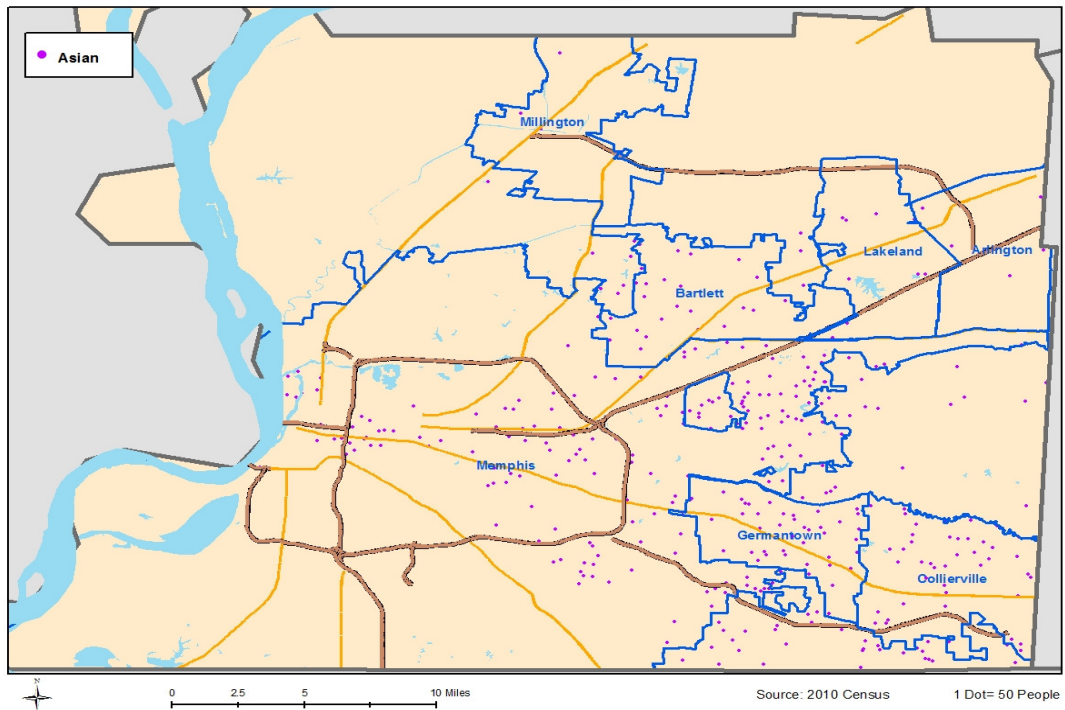 Asian
Millington
Lakeland
Arlington
Bartlett
Memphis
Germantown
Collierville
N
0 2.5 5 10 Miles
Source: 2010 Census 1 Dot= 50 People